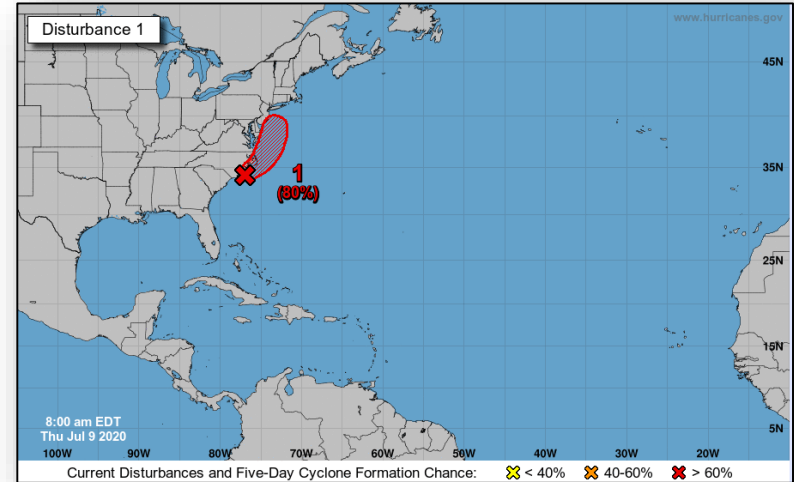 Disturbance 1
www.hurricanes.gov
45N
35N
1
(80%)
25N
15N
8:00 am EDT
Thu Jul 9 2020
5N
100W 90W 80W 70W 60W 50W 40W 30W 20W
Current Disturbances and Five-Day Cyclone Formation Chance: < 40% 40-60% > 60%